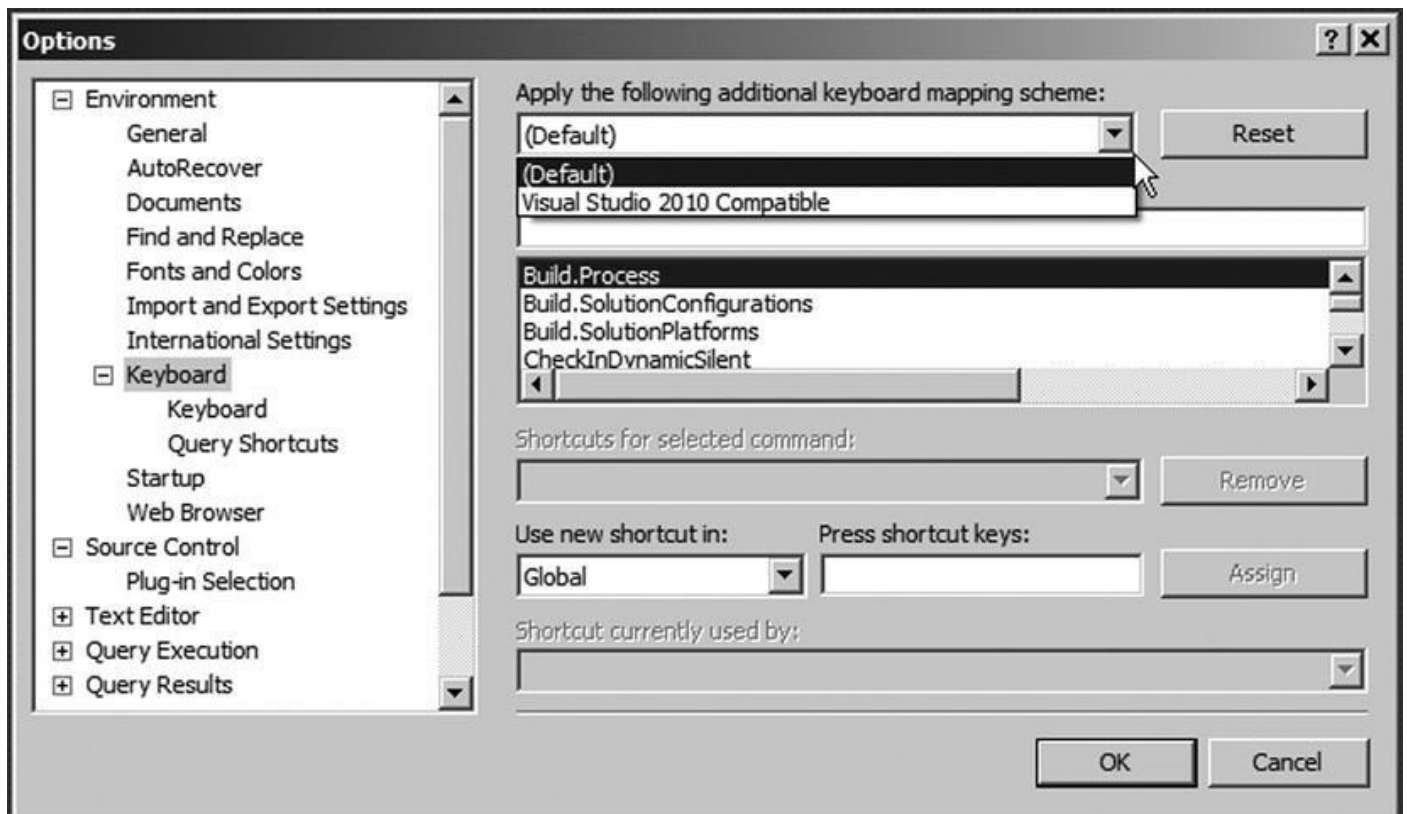 Options
Environment
General
AutoRecover
Documents
Find and Replace
Fonts and Colors
Import and Export Settings
International Settings
Keyboard
Keyboard
Query Shortcuts
Startup
Web Browser
Source Control
Plug-in Selection
Text Editor
Query Execution
Query Results
Apply the following additional keyboard mapping scheme:
(Default)
Reset
(Default)
Visual Studio 2010 Compatible
Build.Process
Build.SolutionConfigurations
Build.SolutionPlatforms
CheckInDynamicSilent
Shortcuts for selected command:
Remove
Use new shortcut in:
Press shortcut keys:
Global
Assign
Shortcut currently used by:
OK
Cancel